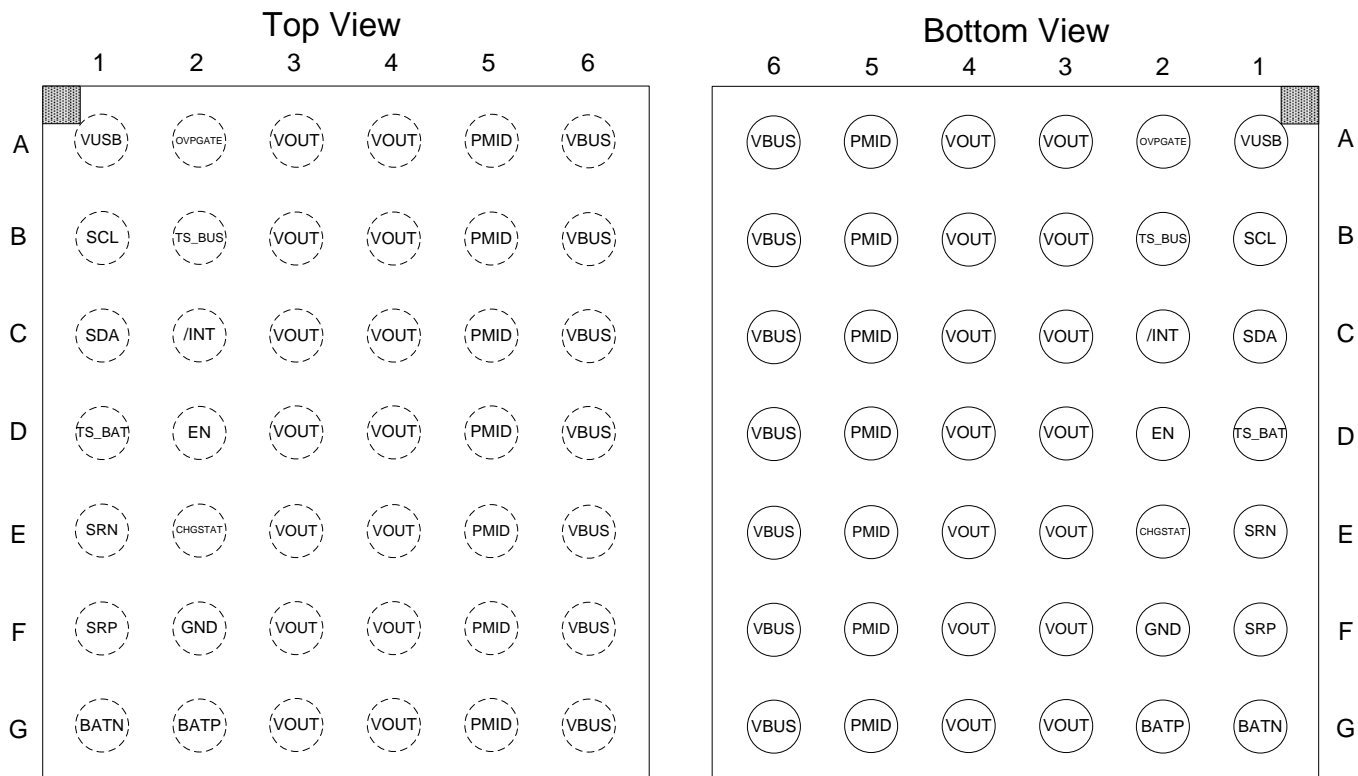 Top View
1 2 3 4 5 6
A VUSB OVPGATE VOUT VOUT PMID VBUS
B SCL TS_BUS VOUT VOUT PMID VBUS
C SDA /INT VOUT VOUT PMID VBUS
D TS_BAT EN VOUT VOUT PMID VBUS
E SRN CHGSTAT VOUT VOUT PMID VBUS
F SRP GND VOUT VOUT PMID VBUS
G BATN BATP VOUT VOUT PMID VBUS
Bottom View
6 5 4 3 2 1
VBUS PMID VOUT VOUT OVPGATE VUSB A
VBUS PMID VOUT VOUT TS_BUS SCL B
VBUS PMID VOUT VOUT /INT SDA C
VBUS PMID VOUT VOUT EN TS_BAT D
VBUS PMID VOUT VOUT CHGSTAT SRN E
VBUS PMID VOUT VOUT GND SRP F
VBUS PMID VOUT VOUT BATP BATN G